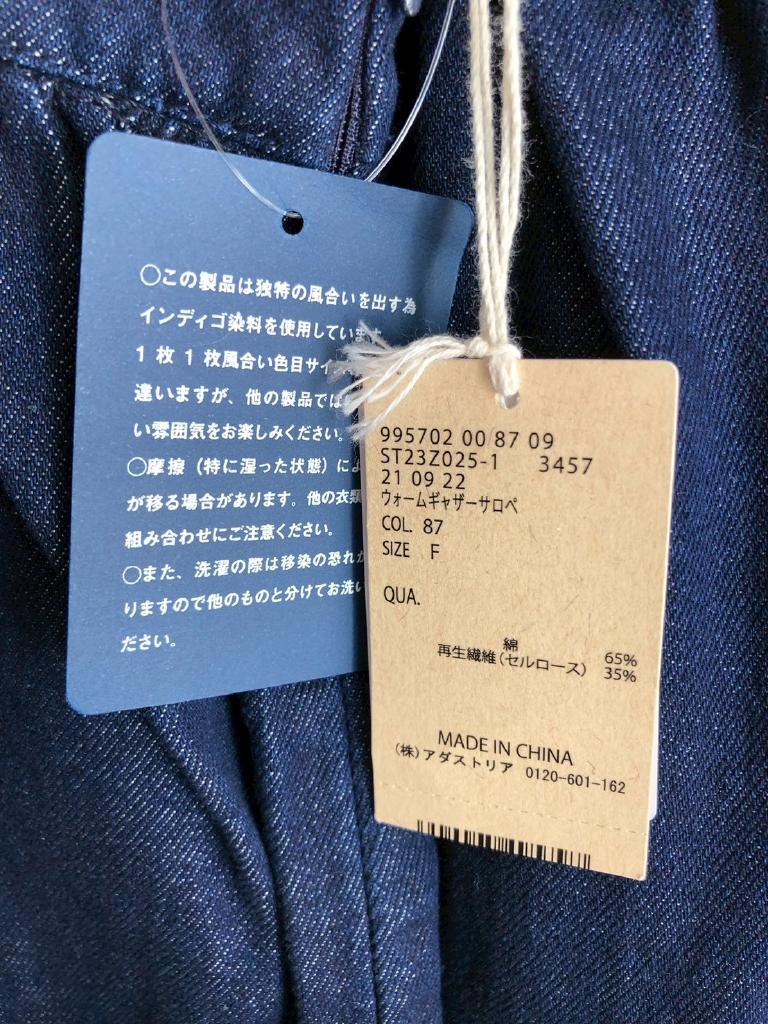 ○この製品は独特の風合いを出す為
インディゴ染料を使用しています
1枚1枚風合い色目サイ
違いますが、他の製品では
い雰囲気をお楽しみください。
○摩擦(特に湿った状態)によ
が移る場合があります。他の衣類
組み合わせにご注意ください。
○また、洗濯の際は移染の恐れが
りますので他のものと分けてお洗い
ださい。
995702 00 87 09
ST23Z025-1 3457
21 09 22
ウォームギャザーサロペ
COL. 87
SIZE F
QUA.
綿 65%
再生繊維(セルロース) 35%
MADE IN CHINA
(株)アダストリア 0120-601-162